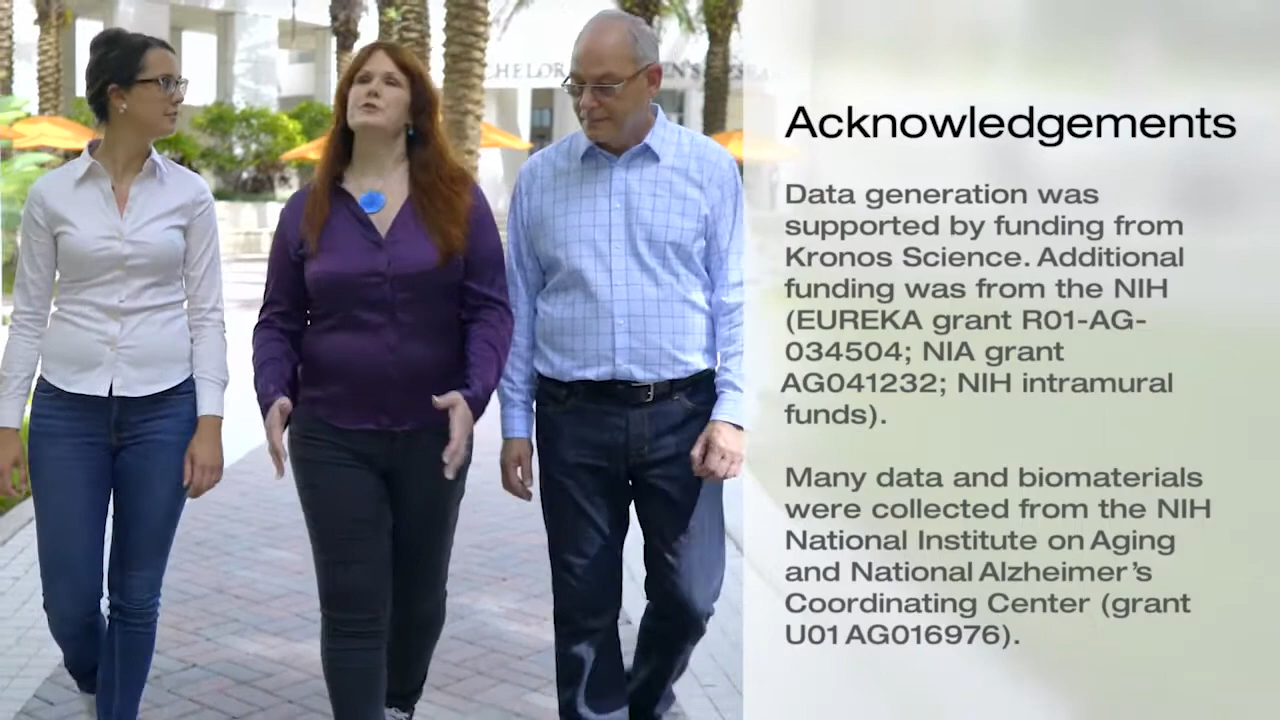 Acknowledgements
Data generation was
supported by funding from
Kronos Science. Additional
funding was from the NIH
(EUREKA grant R01-AG-
034504; NIA grant
AG041232; NIH intramural
funds).
Many data and biomaterials
were collected from the NIH
National Institute on Aging
and National Alzheimer's
Coordinating Center (grant
U01 AG016976).